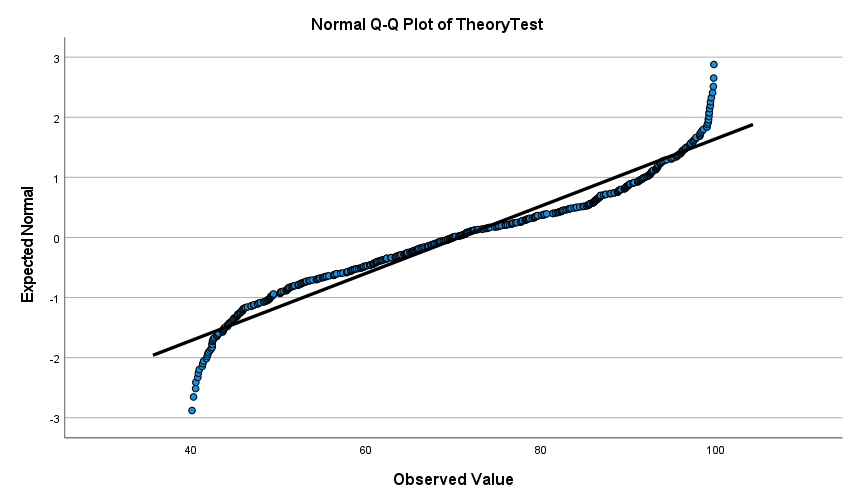 Normal Q-Q Plot of TheoryTest
Expected Normal
3
2
1
0
-1
-2
-3
40 60 80 100
Observed Value